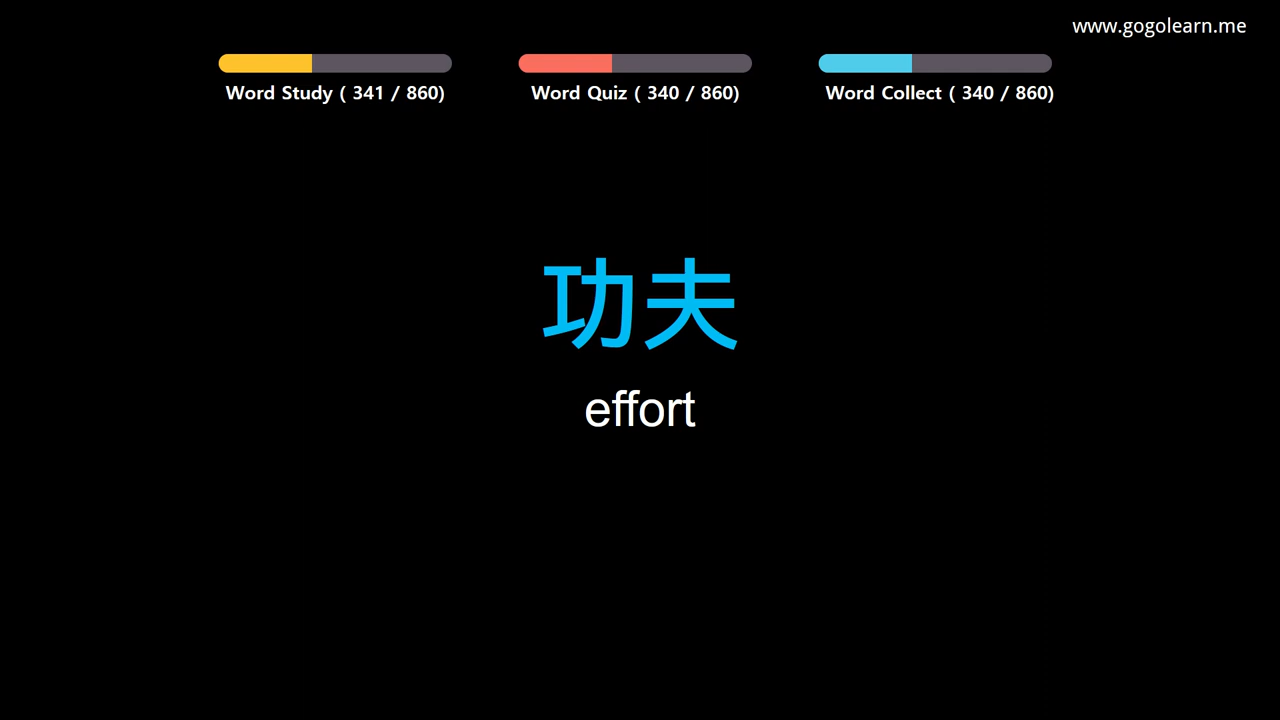 www.gogolearn.me
Word Study ( 341 / 860)
Word Quiz ( 340 / 860)
Word Collect ( 340 / 860)
功夫
effort